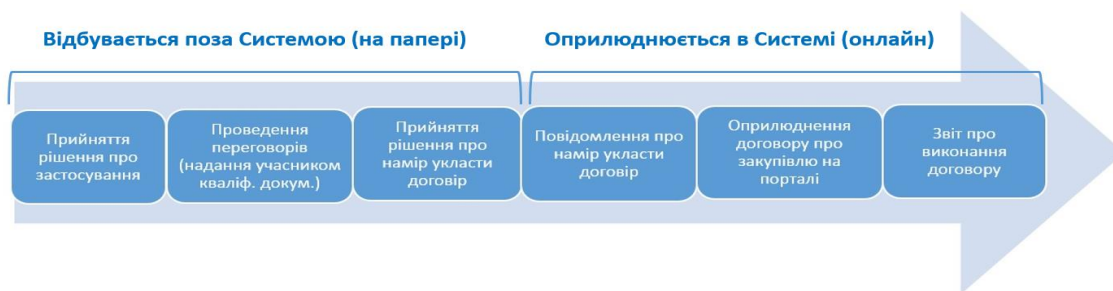 Відбувається поза Системою (на папері)
Оприлюднюється в Системі (онлайн)
Прийняття
рішення про
застосування
Проведення
переговорів
(надання учасником
кваліф. докум.)
Прийняття
рішення про
намір укласти
договір
Повідомлення про
намір укласти
договір
Оприлюднення
договору про
закупівлю на
порталі
Звіт про
виконання
договору